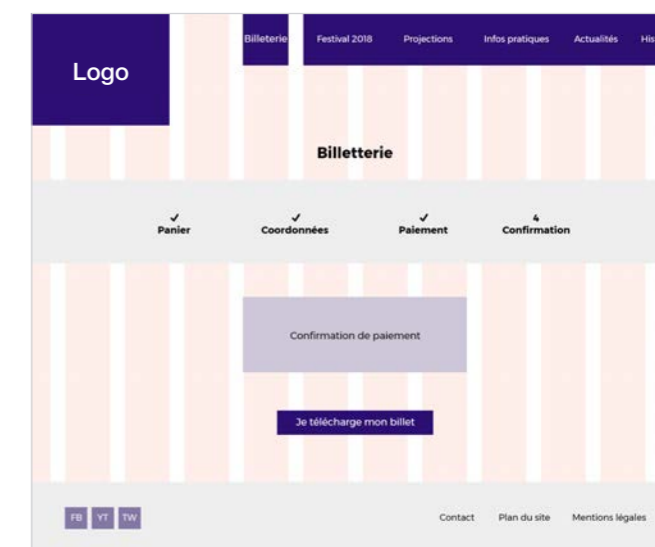 Billeterie Festival 2018 Projections Infos pratiques Actualités His
Logo
Billetterie
✓ ✓ ✓ 4
Panier Coordonnées Paiement Confirmation
Confirmation de paiement
Je télécharge mon billet
FB YT TW Contact Plan du site Mentions légales